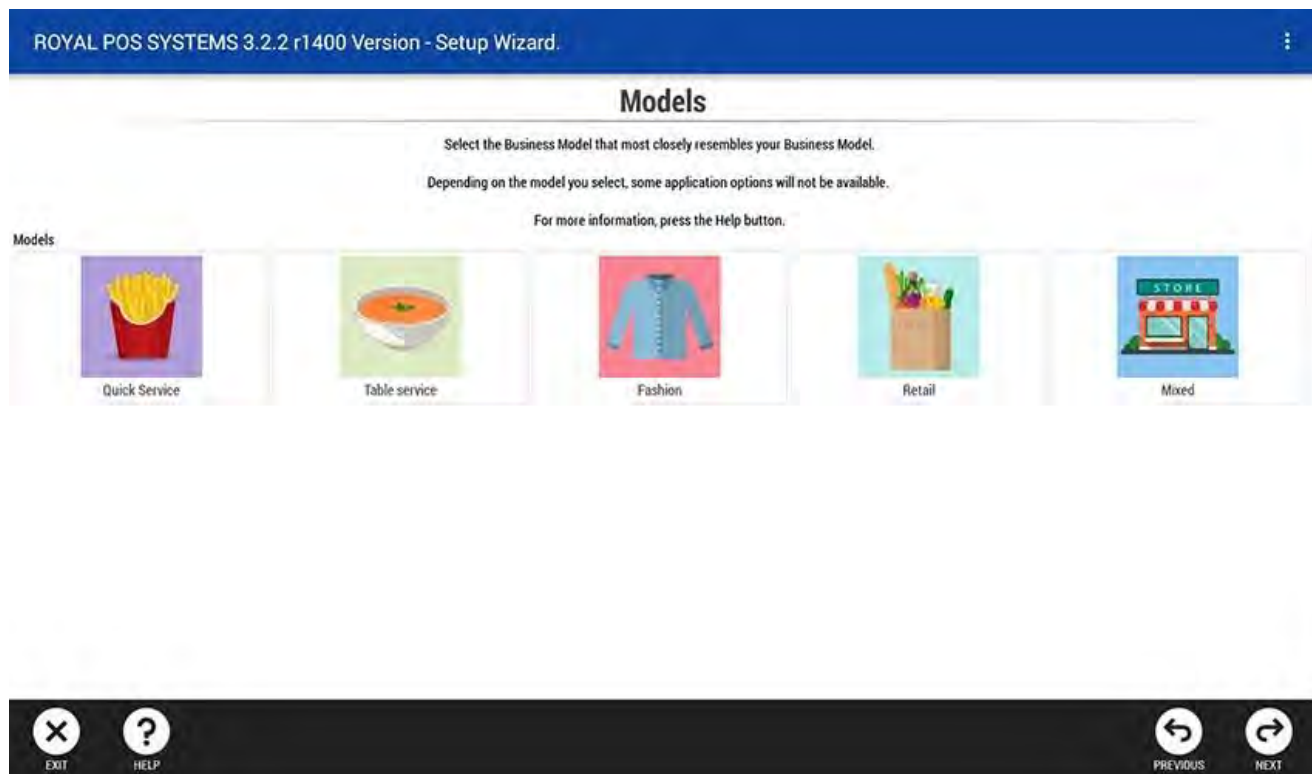 ROYAL POS SYSTEMS 3.2.2 r1400 Version - Setup Wizard.
Models
Select the Business Model that most closely resembles your Business Model.
Depending on the model you select, some application options will not be available.
For more information, press the Help button.
Models
STORE
Quick Service
Table service
Fashion
Retail
Mixed
EXIT
HELP
PREVIOUS
NEXT